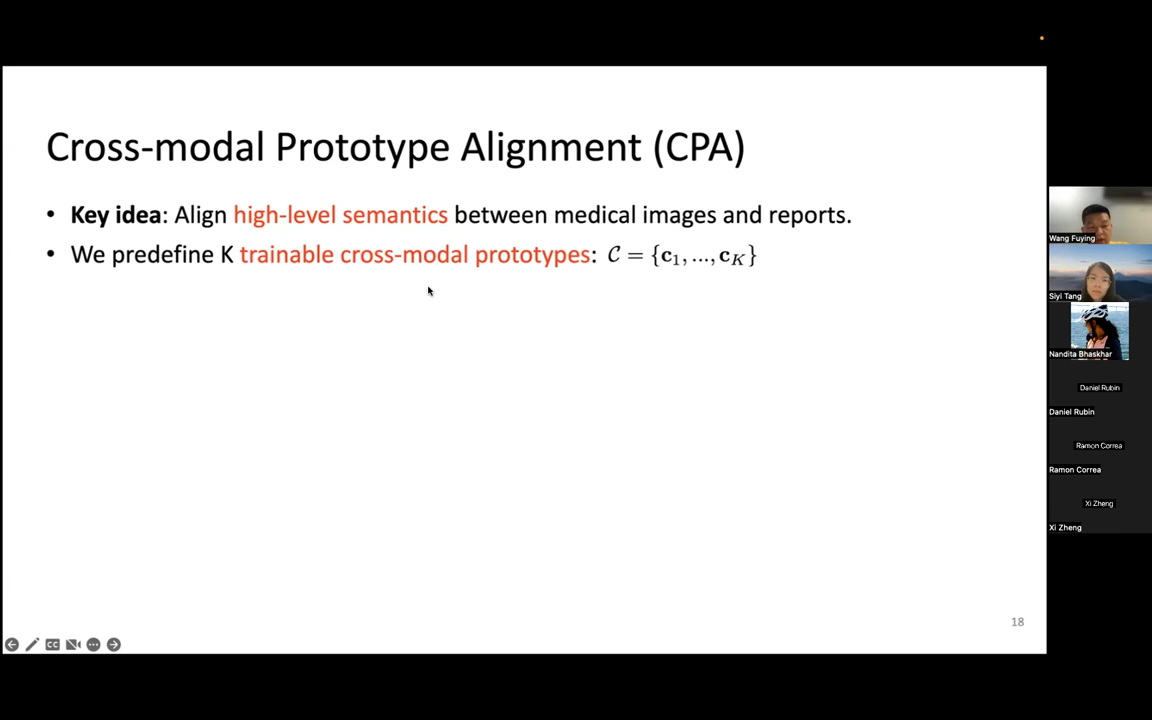 Cross-modal Prototype Alignment (CPA)
• Key idea: Align high-level semantics between medical images and reports.
• We predefine K trainable cross-modal prototypes: 𝒞 = {c₁, ..., c_K}
18
CC
Wang Fuying
Siyi Tang
Nandita Bhaskhar
Daniel Rubin
Daniel Rubin
Ramon Correa
Ramon Correa
Xi Zheng
Xi Zheng